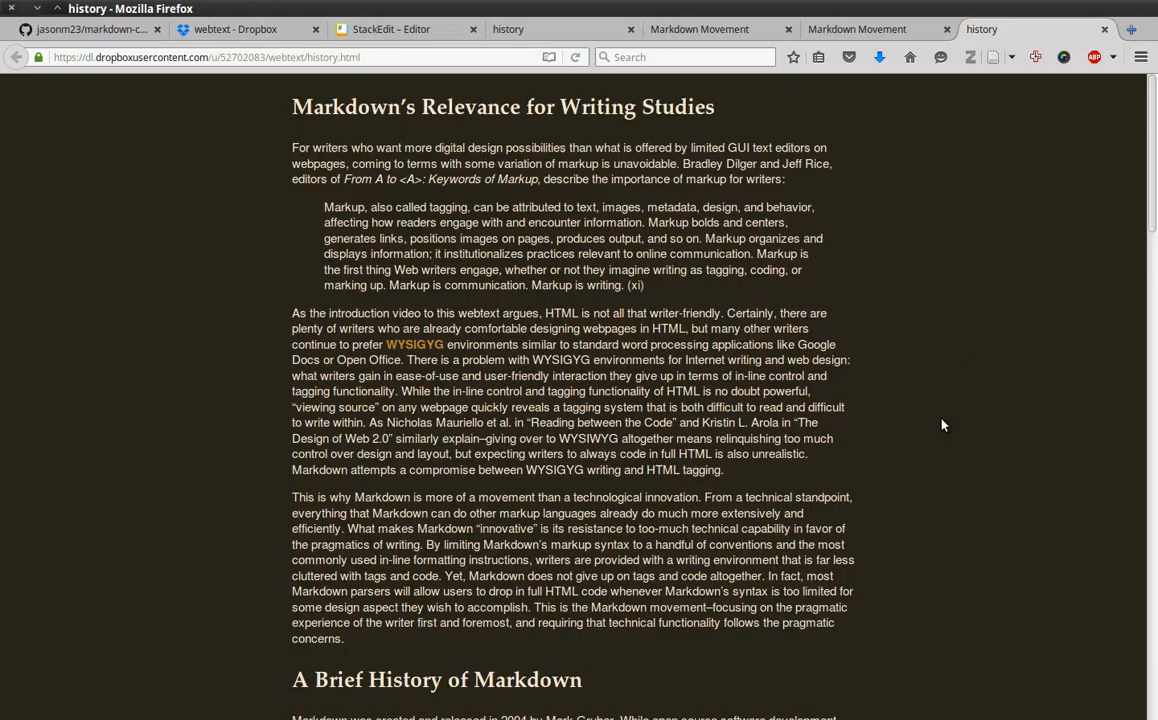 history - Mozilla Firefox
jasonm23/markdown-c...
webtext - Dropbox
StackEdit – Editor
history
Markdown Movement
Markdown Movement
history
https://dl.dropboxusercontent.com/u/52702083/webtext/history.html
Search
ABP
Markdown’s Relevance for Writing Studies
For writers who want more digital design possibilities than what is offered by limited GUI text editors on
webpages, coming to terms with some variation of markup is unavoidable. Bradley Dilger and Jeff Rice,
editors of From A to <A>: Keywords of Markup, describe the importance of markup for writers:
Markup, also called tagging, can be attributed to text, images, metadata, design, and behavior,
affecting how readers engage with and encounter information. Markup bolds and centers,
generates links, positions images on pages, produces output, and so on. Markup organizes and
displays information; it institutionalizes practices relevant to online communication. Markup is
the first thing Web writers engage, whether or not they imagine writing as tagging, coding, or
marking up. Markup is communication. Markup is writing. (xi)
As the introduction video to this webtext argues, HTML is not all that writer-friendly. Certainly, there are
plenty of writers who are already comfortable designing webpages in HTML, but many other writers
continue to prefer WYSIGYG environments similar to standard word processing applications like Google
Docs or Open Office. There is a problem with WYSIGYG environments for Internet writing and web design:
what writers gain in ease-of-use and user-friendly interaction they give up in terms of in-line control and
tagging functionality. While the in-line control and tagging functionality of HTML is no doubt powerful,
“viewing source” on any webpage quickly reveals a tagging system that is both difficult to read and difficult
to write within. As Nicholas Mauriello et al. in “Reading between the Code” and Kristin L. Arola in “The
Design of Web 2.0” similarly explain–giving over to WYSIWYG altogether means relinquishing too much
control over design and layout, but expecting writers to always code in full HTML is also unrealistic.
Markdown attempts a compromise between WYSIGYG writing and HTML tagging.
This is why Markdown is more of a movement than a technological innovation. From a technical standpoint,
everything that Markdown can do other markup languages already do much more extensively and
efficiently. What makes Markdown “innovative” is its resistance to too-much technical capability in favor of
the pragmatics of writing. By limiting Markdown’s markup syntax to a handful of conventions and the most
commonly used in-line formatting instructions, writers are provided with a writing environment that is far less
cluttered with tags and code. Yet, Markdown does not give up on tags and code altogether. In fact, most
Markdown parsers will allow users to drop in full HTML code whenever Markdown’s syntax is too limited for
some design aspect they wish to accomplish. This is the Markdown movement–focusing on the pragmatic
experience of the writer first and foremost, and requiring that technical functionality follows the pragmatic
concerns.
A Brief History of Markdown
Markdown was created and released in 2004 by Mark Gruber. While open source software development